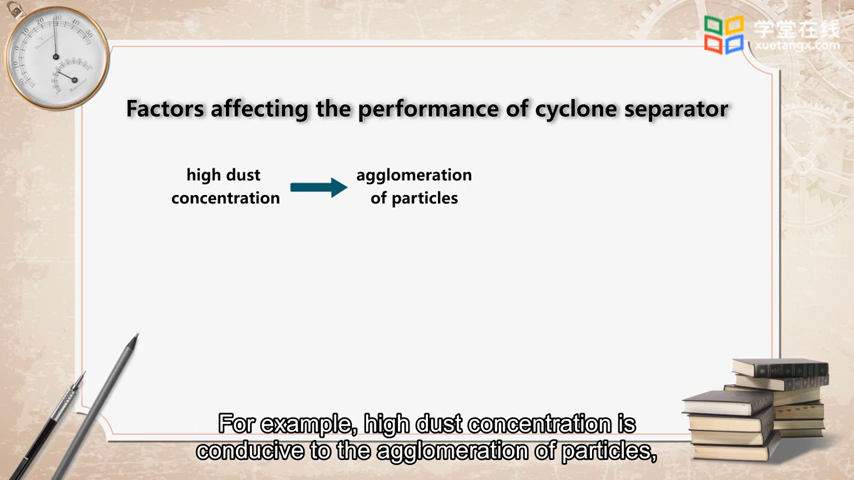 学堂在线
xuetangx.com
Factors affecting the performance of cyclone separator
high dust
concentration
agglomeration
of particles
For example, high dust concentration is
conducive to the agglomeration of particles,